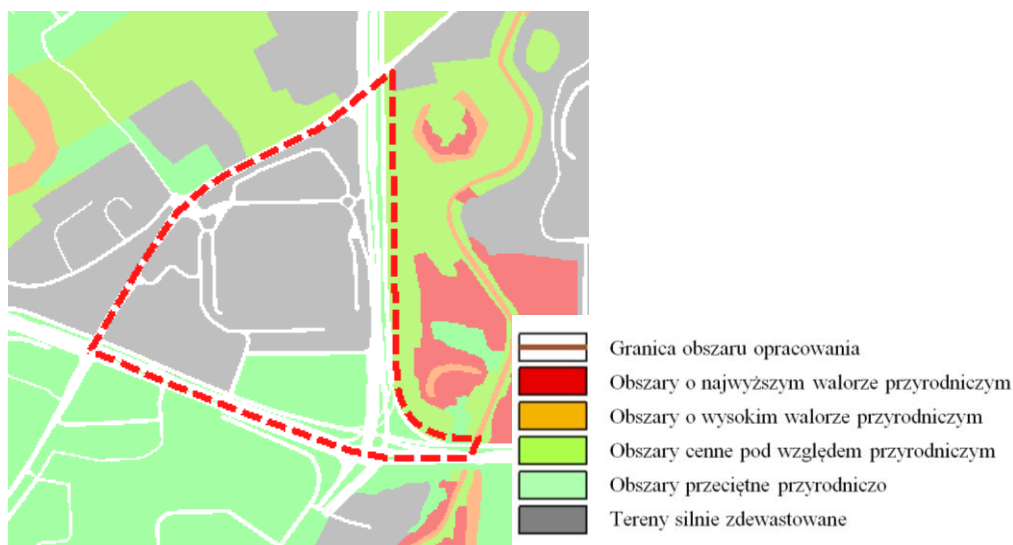 Granica obszaru opracowania
Obszary o najwyższym walorze przyrodniczym
Obszary o wysokim walorze przyrodniczym
Obszary cenne pod względem przyrodniczym
Obszary przeciętne przyrodniczo
Tereny silnie zdewastowane